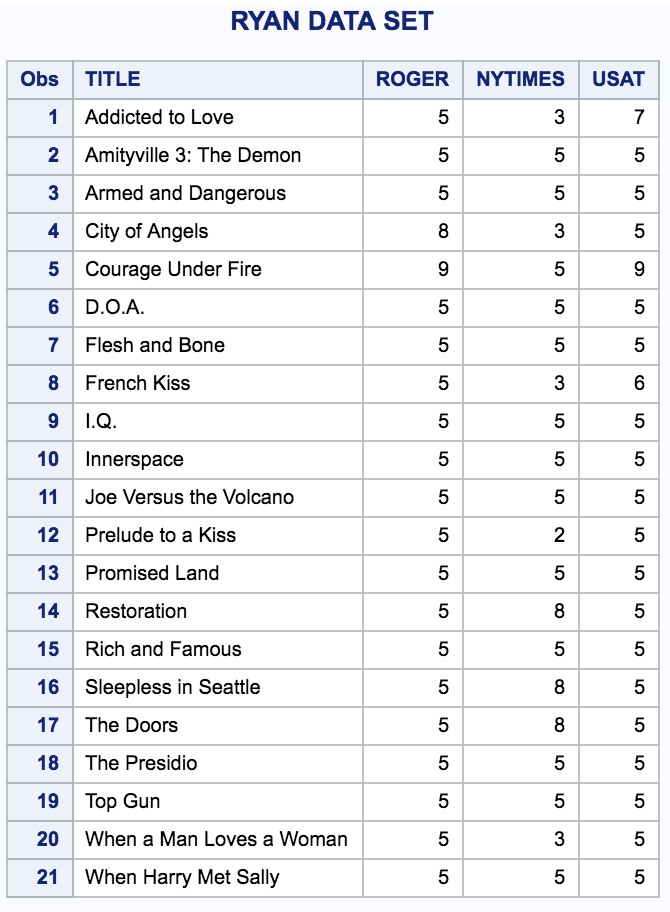 RYAN DATA SET
Obs TITLE ROGER NYTIMES USAT
1 Addicted to Love 5 3 7
2 Amityville 3: The Demon 5 5 5
3 Armed and Dangerous 5 5 5
4 City of Angels 8 3 5
5 Courage Under Fire 9 5 9
6 D.O.A. 5 5 5
7 Flesh and Bone 5 5 5
8 French Kiss 5 3 6
9 I.Q. 5 5 5
10 Innerspace 5 5 5
11 Joe Versus the Volcano 5 5 5
12 Prelude to a Kiss 5 2 5
13 Promised Land 5 5 5
14 Restoration 5 8 5
15 Rich and Famous 5 5 5
16 Sleepless in Seattle 5 8 5
17 The Doors 5 8 5
18 The Presidio 5 5 5
19 Top Gun 5 5 5
20 When a Man Loves a Woman 5 3 5
21 When Harry Met Sally 5 5 5